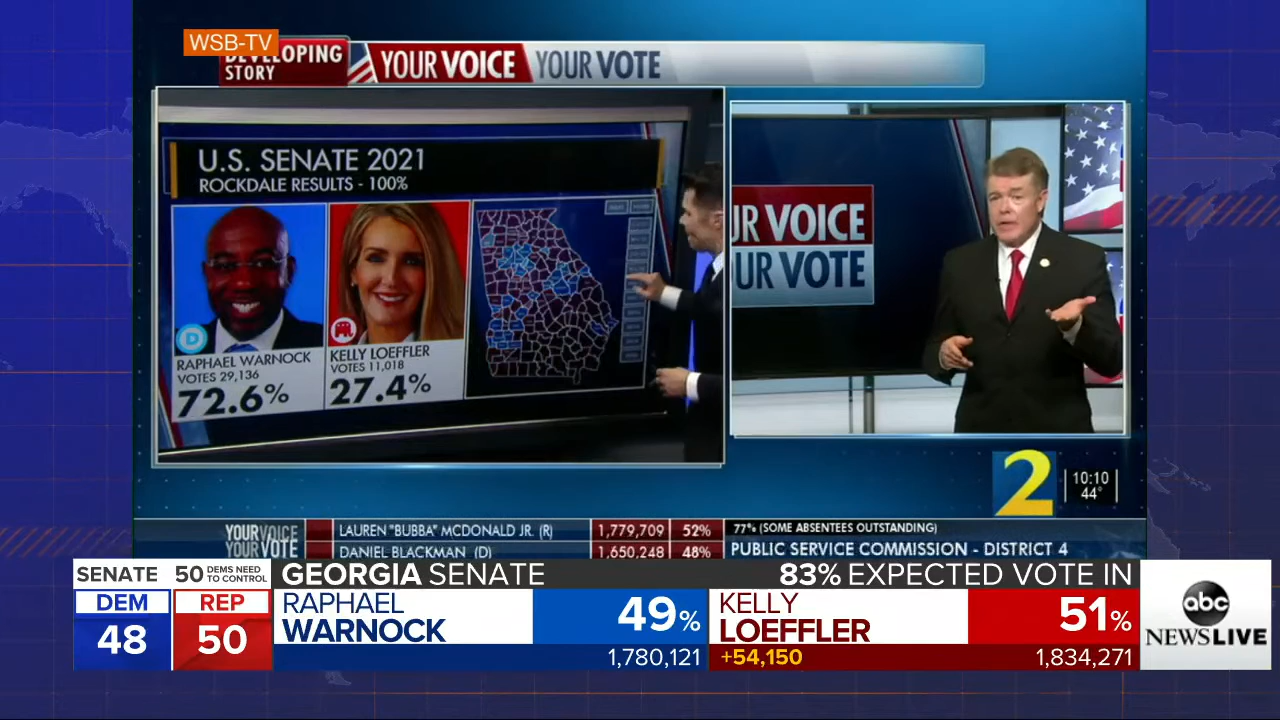 WSB-TV
DEVELOPING
STORY
YOUR VOICE YOUR VOTE
U.S. SENATE 2021
ROCKDALE RESULTS - 100%
D
RAPHAEL WARNOCK
VOTES 29,136
72.6%
KELLY LOEFFLER
VOTES 11,018
27.4%
UR VOICE
OUR VOTE
2
10:10
44°
YOUR VOICE
YOUR VOTE
LAUREN "BUBBA" MCDONALD JR. (R) 1,779,709 52%
DANIEL BLACKMAN (D) 1,650,248 48%
77% (SOME ABSENTEES OUTSTANDING)
PUBLIC SERVICE COMMISSION - DISTRICT 4
SENATE 50 DEMS NEED
TO CONTROL
DEM REP
48 50
GEORGIA SENATE 83% EXPECTED VOTE IN
RAPHAEL
WARNOCK 49%
1,780,121
KELLY
LOEFFLER 51%
+54,150 1,834,271
abc
NEWS LIVE